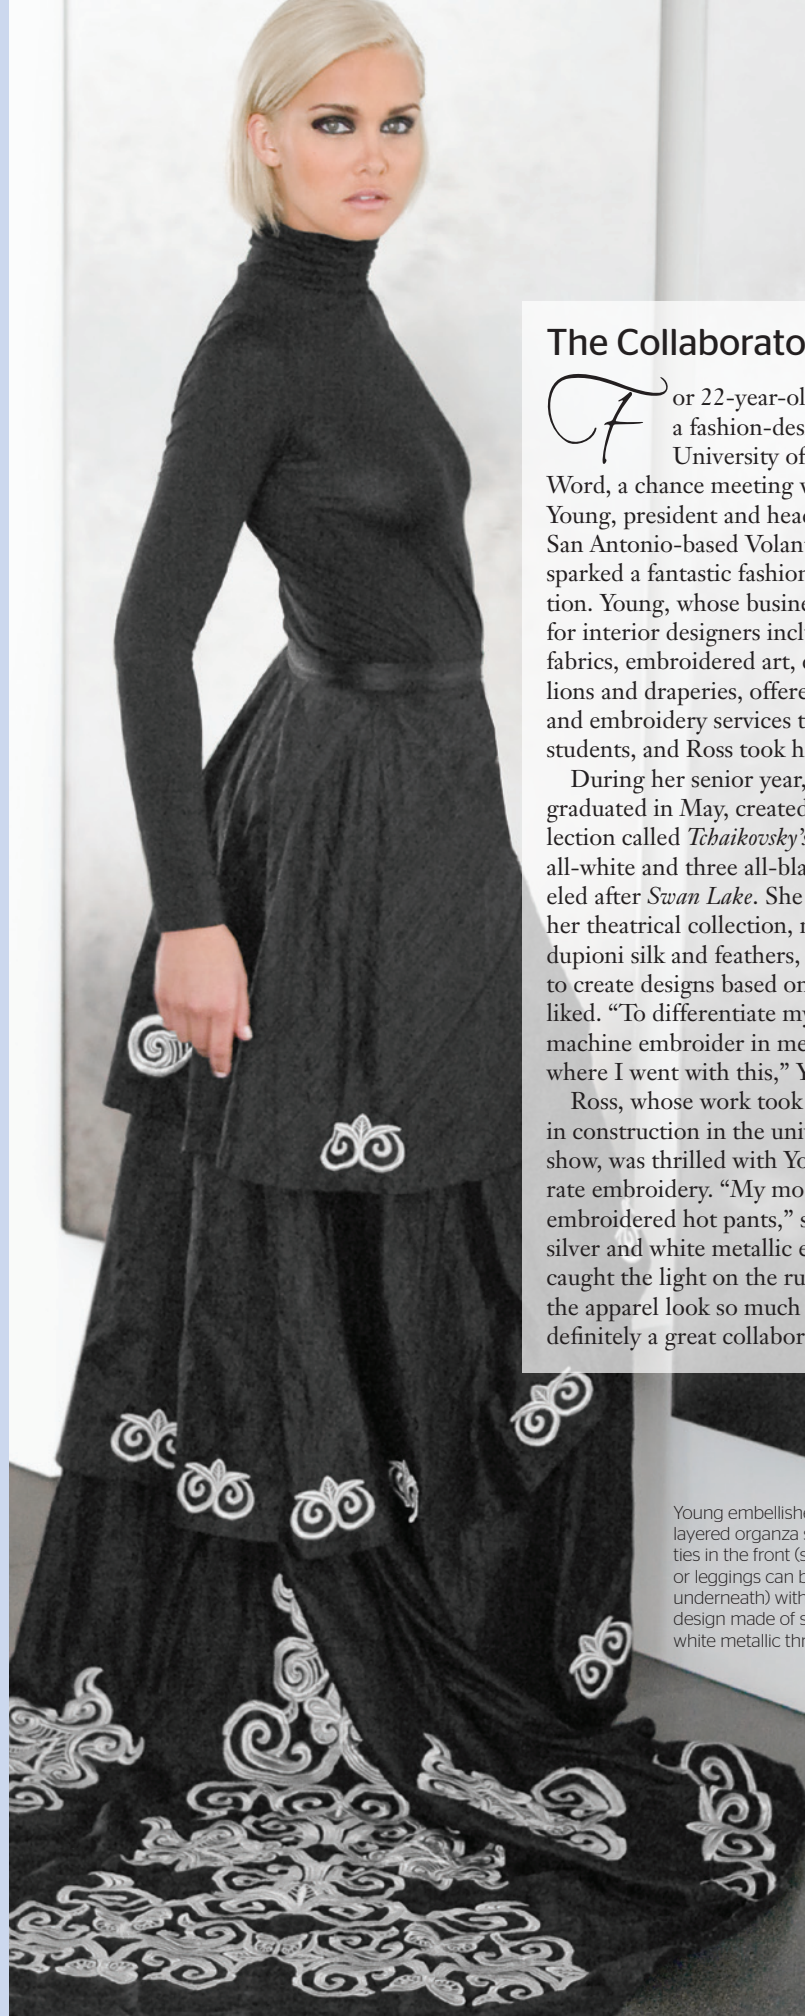 The Collaborato
For 22-year-ol
a fashion-des
University of
Word, a chance meeting w
Young, president and head
San Antonio-based Volan
sparked a fantastic fashion
tion. Young, whose busine
for interior designers incl
fabrics, embroidered art,
lions and draperies, offere
and embroidery services t
students, and Ross took h
During her senior year,
graduated in May, created
lection called Tchaikovsky's
all-white and three all-bla
eled after Swan Lake. She
her theatrical collection,
dupioni silk and feathers,
to create designs based on
liked. “To differentiate my
machine embroider in me
where I went with this,” Y
Ross, whose work took
in construction in the uni
show, was thrilled with Yo
rate embroidery. “My mo
embroidered hot pants,” s
silver and white metallic e
caught the light on the ru
the apparel look so much
definitely a great collabor
Young embellishe
layered organza s
ties in the front (s
or leggings can b
underneath) with
design made of s
white metallic thr